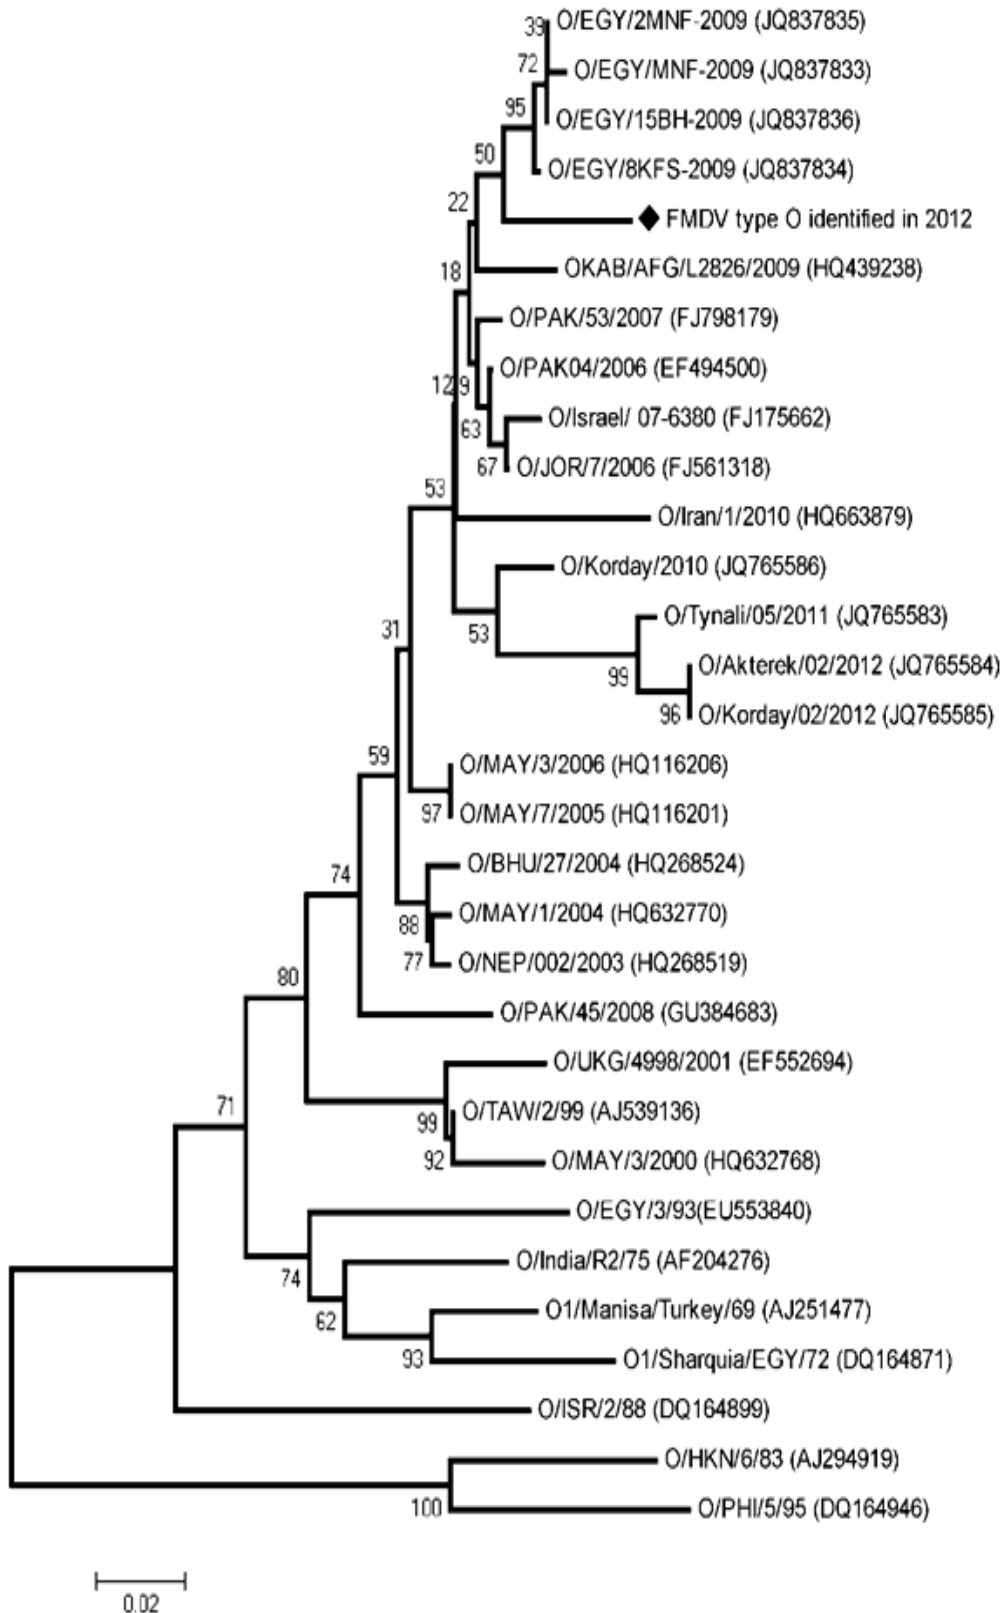 39
O/EGY/2MNF-2009 (JQ837835)
72
O/EGY/MNF-2009 (JQ837833)
95
O/EGY/15BH-2009 (JQ837836)
50
O/EGY/8KFS-2009 (JQ837834)
22
FMDV type O identified in 2012
18
OKAB/AFG/L2826/2009 (HQ439238)
O/PAK/53/2007 (FJ798179)
O/PAK04/2006 (EF494500)
12 9
O/Israel/ 07-6380 (FJ175662)
63
67 O/JOR/7/2006 (FJ561318)
53
O/Iran/1/2010 (HQ663879)
O/Korday/2010 (JQ765586)
O/Tynali/05/2011 (JQ765583)
31
53
O/Akterek/02/2012 (JQ765584)
99
96 O/Korday/02/2012 (JQ765585)
59
O/MAY/3/2006 (HQ116206)
97 O/MAY/7/2005 (HQ116201)
O/BHU/27/2004 (HQ268524)
74
O/MAY/1/2004 (HQ632770)
88
77 O/NEP/002/2003 (HQ268519)
80
O/PAK/45/2008 (GU384683)
O/UKG/4998/2001 (EF552694)
71
O/TAW/2/99 (AJ539136)
99
92 O/MAY/3/2000 (HQ632768)
O/EGY/3/93(EU553840)
O/India/R2/75 (AF204276)
74
O1/Manisa/Turkey/69 (AJ251477)
62
93 O1/Sharquia/EGY/72 (DQ164871)
O/ISR/2/88 (DQ164899)
O/HKN/6/83 (AJ294919)
100 O/PHI/5/95 (DQ164946)
0.02